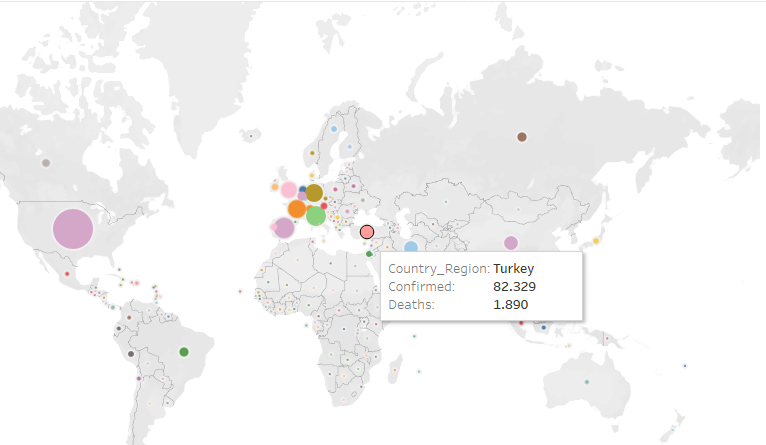 Country_Region: Turkey
Confirmed: 82.329
Deaths: 1.890